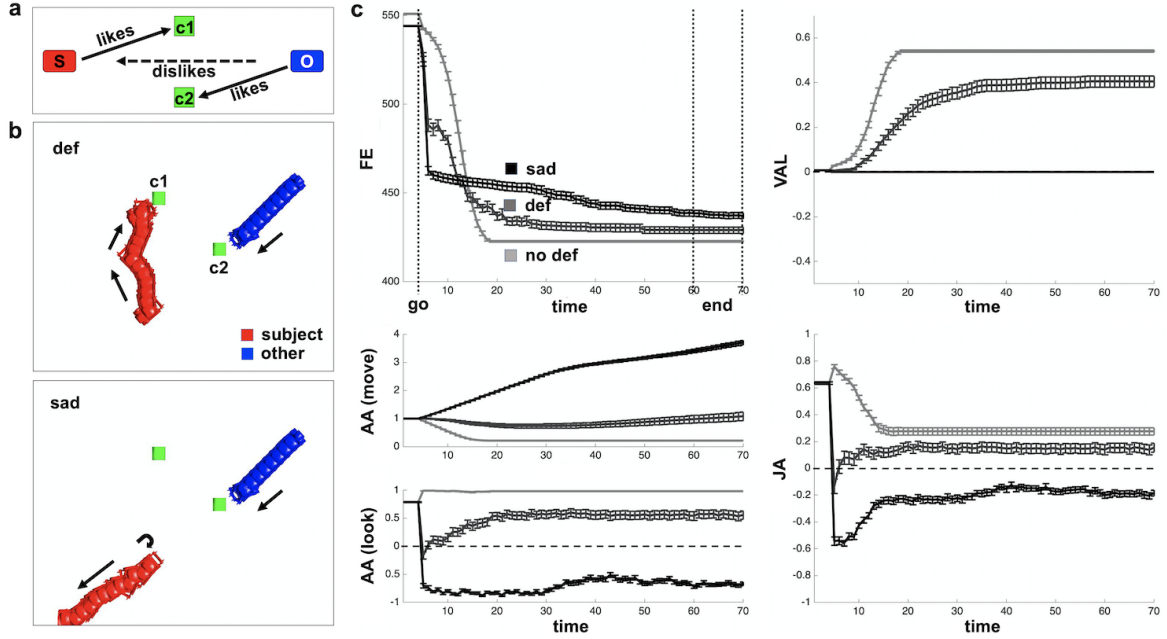 a
S
likes
c1
dislikes
O
c2
likes
b
def
c1
c2
subject
other
sad
c
550
500
450
400
FE
sad
def
no def
10 20 30 40 50 60 70
go
time
end
0.6
0.4
0.2
0
-0.2
-0.4
VAL
10 20 30 40 50 60 70
time
4
3
2
1
0
AA (move)
10 20 30 40 50 60 70
1
0.5
0
0.5
-1
AA (look)
10 20 30 40 50 60 70
time
1
0.8
0.6
0.4
0.2
0
-0.2
-0.4
-0.6
-0.8
-1
JA
10 20 30 40 50 60 70
time